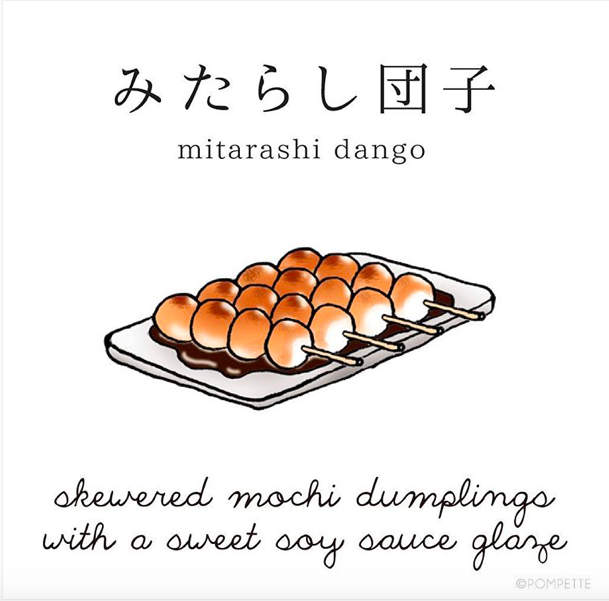 みたらし団子
mitarashi dango
skewered mochi dumplings
with a sweet soy sauce glaze
©POMPETTE